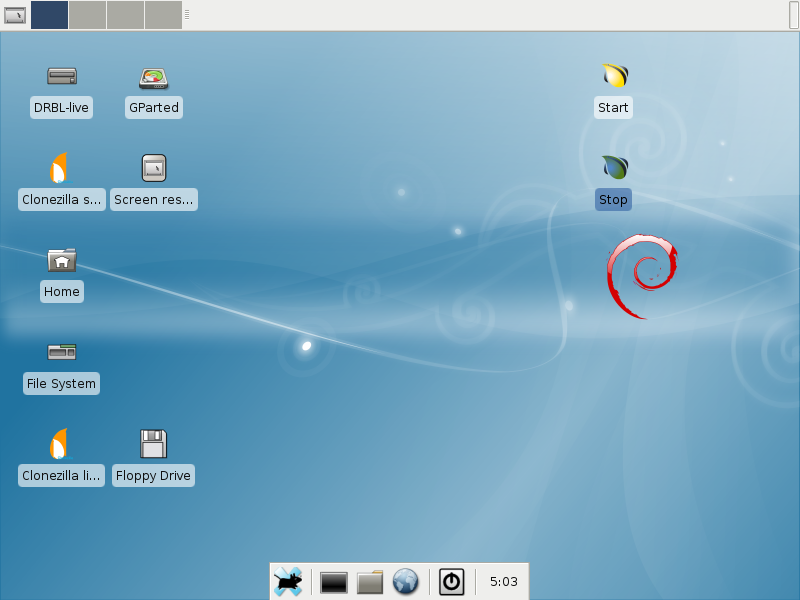 DRBL-live
GParted
Start
Clonezilla s...
Screen res...
Stop
Home
File System
Clonezilla li...
Floppy Drive
5:03